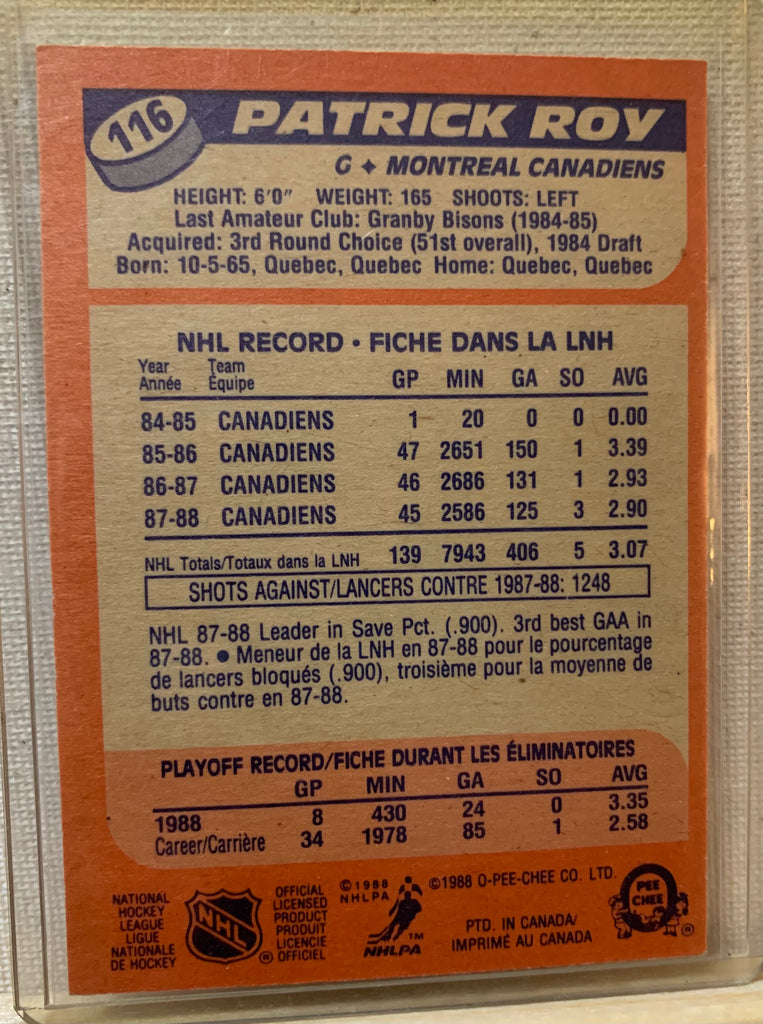 116 PATRICK ROY
G ✦ MONTREAL CANADIENS
HEIGHT: 6'0" WEIGHT: 165 SHOOTS: LEFT
Last Amateur Club: Granby Bisons (1984-85)
Acquired: 3rd Round Choice (51st overall), 1984 Draft
Born: 10-5-65, Quebec, Quebec Home: Quebec, Quebec
NHL RECORD • FICHE DANS LA LNH
Year Team
Année Équipe GP MIN GA SO AVG
84-85 CANADIENS 1 20 0 0 0.00
85-86 CANADIENS 47 2651 150 1 3.39
86-87 CANADIENS 46 2686 131 1 2.93
87-88 CANADIENS 45 2586 125 3 2.90
NHL Totals/Totaux dans la LNH 139 7943 406 5 3.07
SHOTS AGAINST/LANCERS CONTRE 1987-88: 1248
NHL 87-88 Leader in Save Pct. (.900). 3rd best GAA in
87-88. ● Meneur de la LNH en 87-88 pour le pourcentage
de lancers bloqués (.900), troisième pour la moyenne de
buts contre en 87-88.
PLAYOFF RECORD/FICHE DURANT LES ÉLIMINATOIRES
GP MIN GA SO AVG
1988 8 430 24 0 3.35
Career/Carrière 34 1978 85 1 2.58
NATIONAL
HOCKEY
LEAGUE
LIGUE
NATIONALE
DE HOCKEY
NHL
®
OFFICIAL
LICENSED
PRODUCT
PRODUIT
LICENCIE
OFFICIEL
©1988
NHLPA
TM
NHLPA
©1988 O-PEE-CHEE CO. LTD.
PTD. IN CANADA/
IMPRIMÉ AU CANADA
O
PEE
CHEE
®